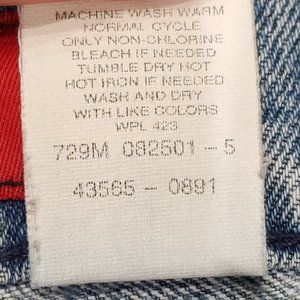 MACHINE WASH WARM
NORMAL CYCLE
ONLY NON-CHLORINE
BLEACH IF NEEDED
TUMBLE DRY HOT
HOT IRON IF NEEDED
WASH AND DRY
WITH LIKE COLORS
WPL 423
729M 082501 - 5
43565 - 0891